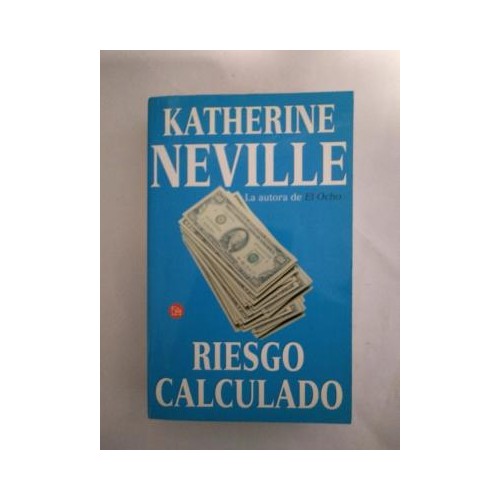 KATHERINE
NEVILLE
La autora de El Ocho
RIESGO
CALCULADO